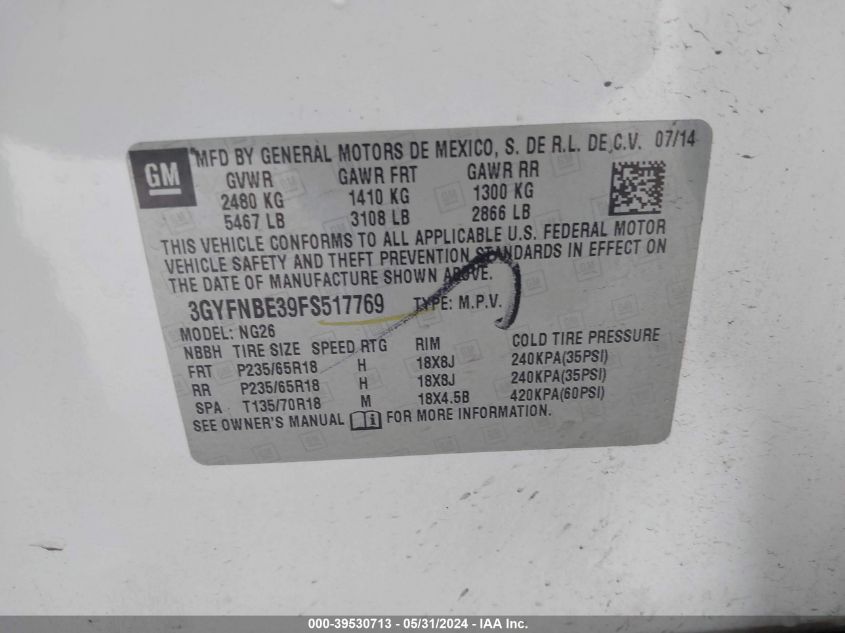 GM MFD BY GENERAL MOTORS DE MEXICO, S. DE R.L. DE C.V. 07/14
GVWR GAWR FRT GAWR RR
2480 KG 1410 KG 1300 KG
5467 LB 3108 LB 2866 LB
THIS VEHICLE CONFORMS TO ALL APPLICABLE U.S. FEDERAL MOTOR
VEHICLE SAFETY AND THEFT PREVENTION STANDARDS IN EFFECT ON
THE DATE OF MANUFACTURE SHOWN ABOVE.
3GYFNBE39FS517769 TYPE: M.P.V.
MODEL: NG26
NBBH TIRE SIZE SPEED RTG RIM COLD TIRE PRESSURE
FRT P235/65R18 H 18X8J 240KPA(35PSI)
RR P235/65R18 H 18X8J 240KPA(35PSI)
SPA T135/70R18 M 18X4.5B 420KPA(60PSI)
SEE OWNER'S MANUAL FOR MORE INFORMATION.
000-39530713 - 05/31/2024 - IAA Inc.